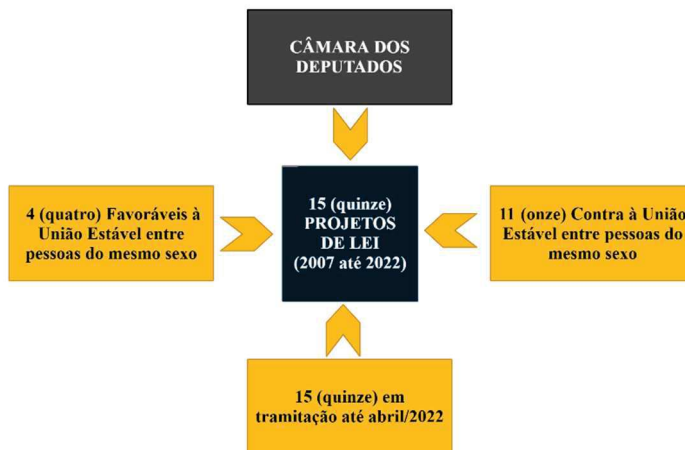 CÂMARA DOS
DEPUTADOS
4 (quatro) Favoráveis à
União Estável entre
pessoas do mesmo sexo
15 (quinze)
PROJETOS
DE LEI
(2007 até 2022)
11 (onze) Contra à União
Estável entre pessoas do
mesmo sexo
15 (quinze) em
tramitação até abril/2022